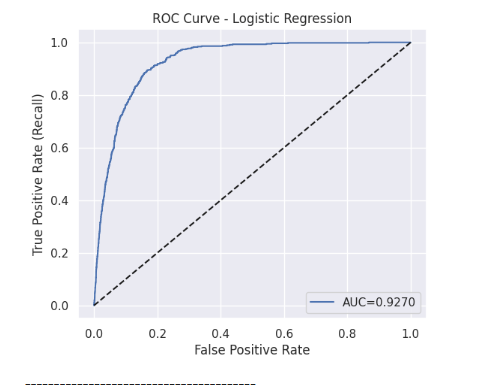 ROC Curve - Logistic Regression
1.0
0.8
0.6
0.4
0.2
0.0
True Positive Rate (Recall)
AUC=0.9270
0.0 0.2 0.4 0.6 0.8 1.0
False Positive Rate